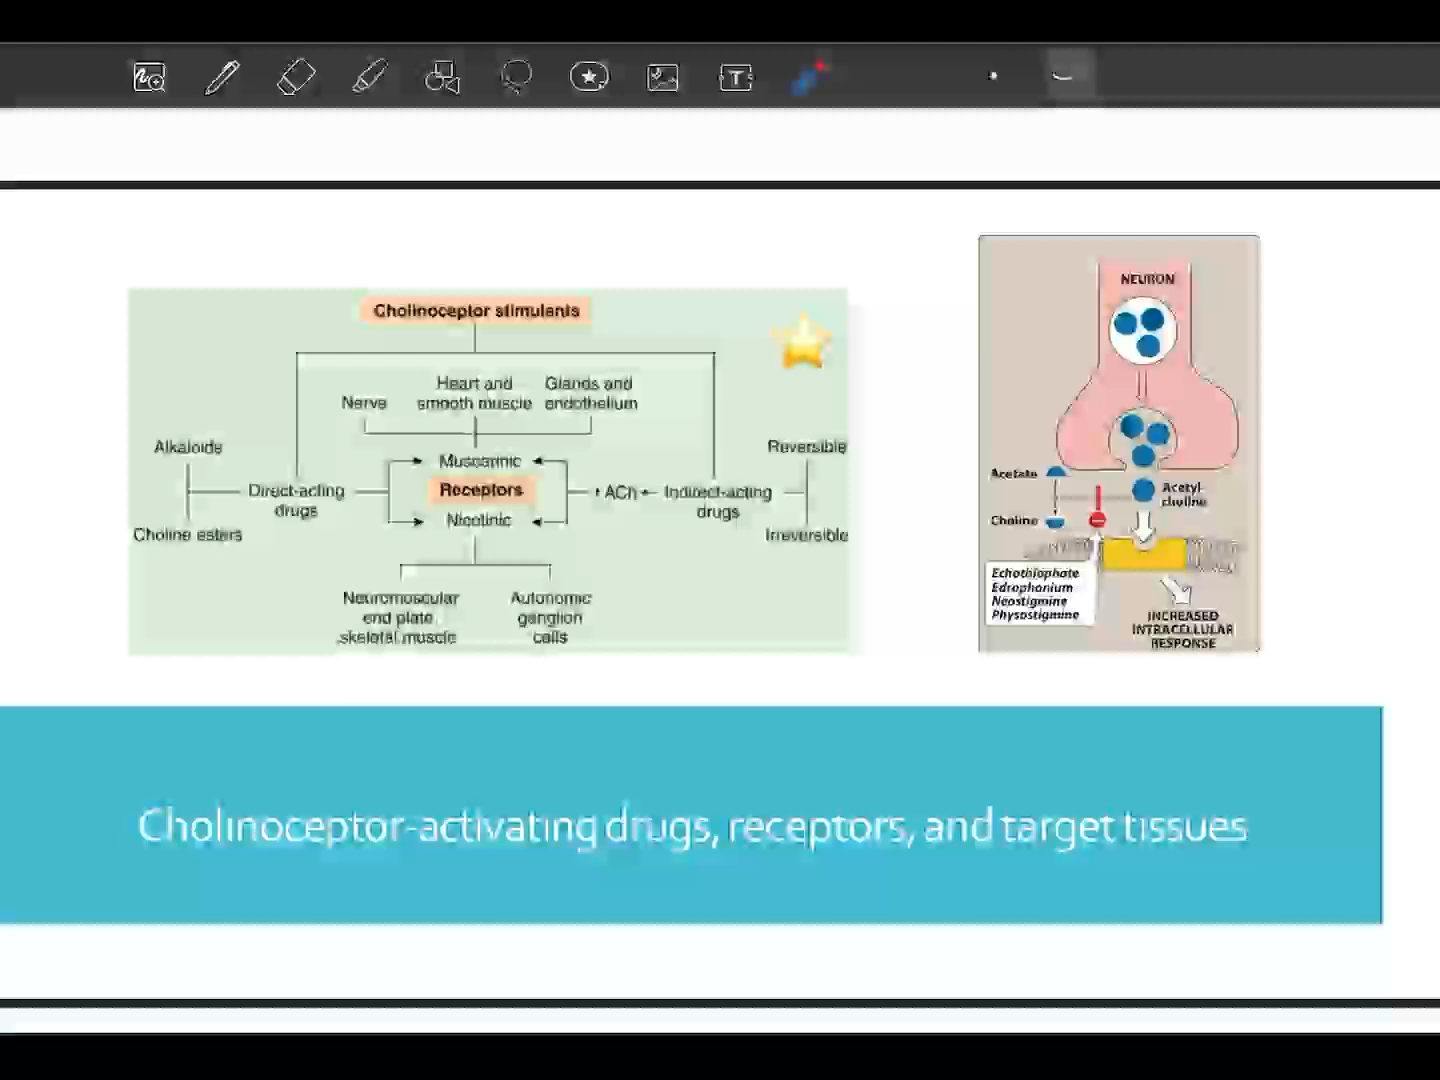 Cholinoceptor stimulants
Nerve
Heart and
smooth muscle
Glands and
endothelium
Alkaloids
Choline esters
Direct-acting
drugs
Muscarinic
Receptors
Nicotinic
ACh
Indirect-acting
drugs
Reversible
Irreversible
Neuromuscular
end plate
skeletal muscle
Autonomic
ganglion
cells
NEURON
Acetate
Choline
Acetyl-
choline
Echothiophate
Edrophonium
Neostigmine
Physostigmine
INCREASED
INTRACELLULAR
RESPONSE
Cholinoceptor-activating drugs, receptors, and target tissues